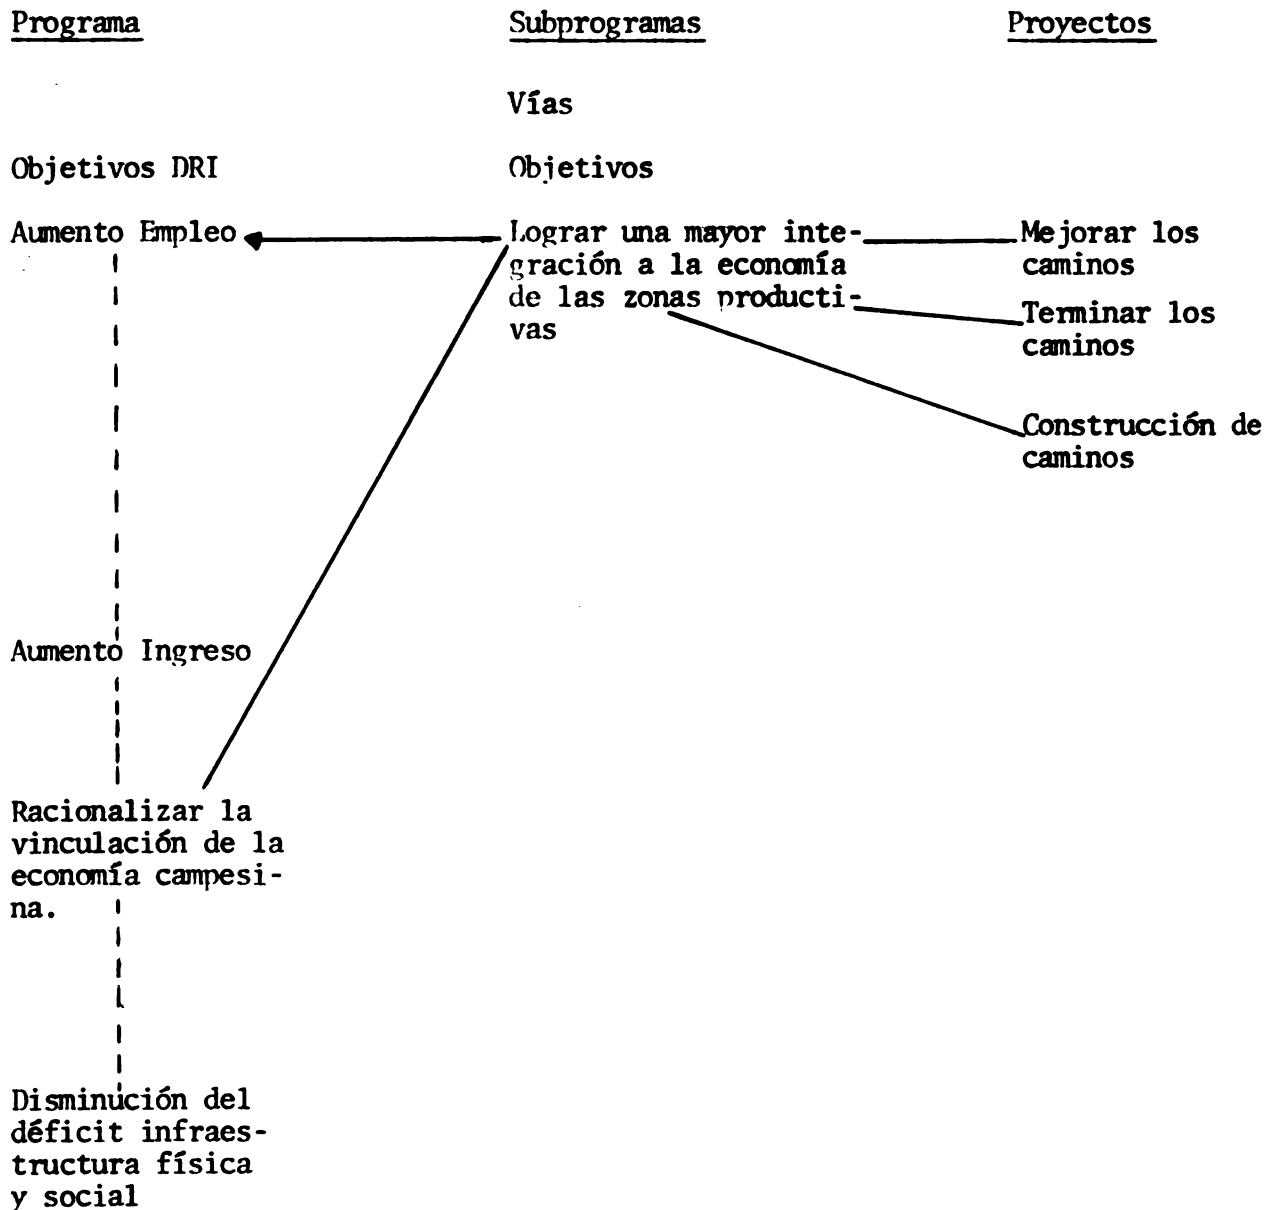 Programa
Subprogramas
Proyectos
Vías
Objetivos DRI
Objetivos
Aumento Empleo
Lograr una mayor inte-
gración a la economía
de las zonas producti-
vas
Mejorar los
caminos
Terminar los
caminos
Construcción de
caminos
Aumento Ingreso
Racionalizar la
vinculación de la
economía campesi-
na.
Disminución del
déficit infraes-
tructura física
y social